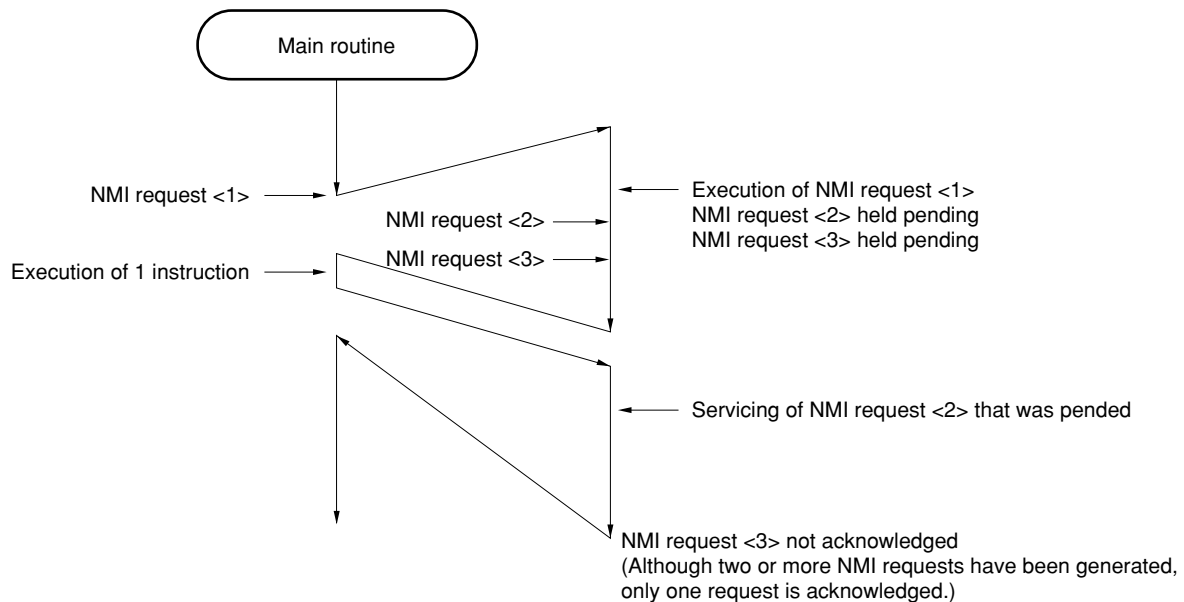 Main routine
NMI request <1>
Execution of NMI request <1>
NMI request <2> held pending
NMI request <3> held pending
NMI request <2>
NMI request <3>
Execution of 1 instruction
Servicing of NMI request <2> that was pended
NMI request <3> not acknowledged
(Although two or more NMI requests have been generated,
only one request is acknowledged.)